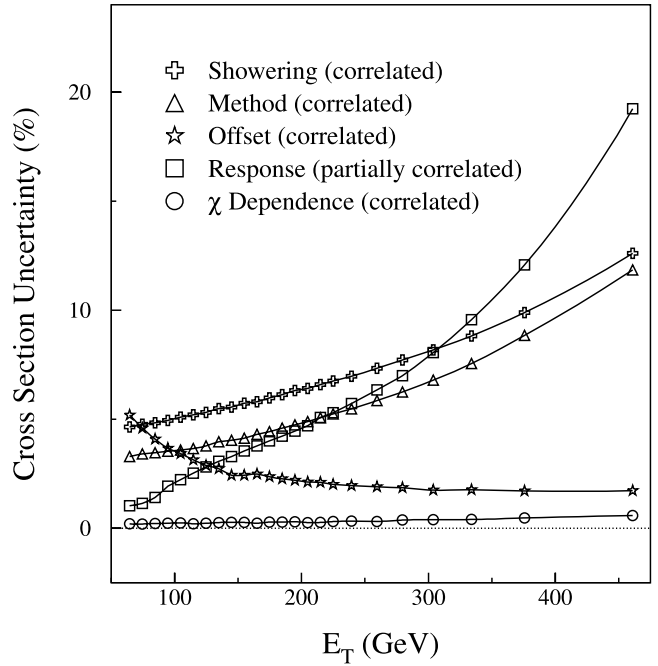 Cross Section Uncertainty (%)
20
10
0
Showering (correlated)
Method (correlated)
Offset (correlated)
Response (partially correlated)
χ Dependence (correlated)
100 200 300 400
E_T (GeV)